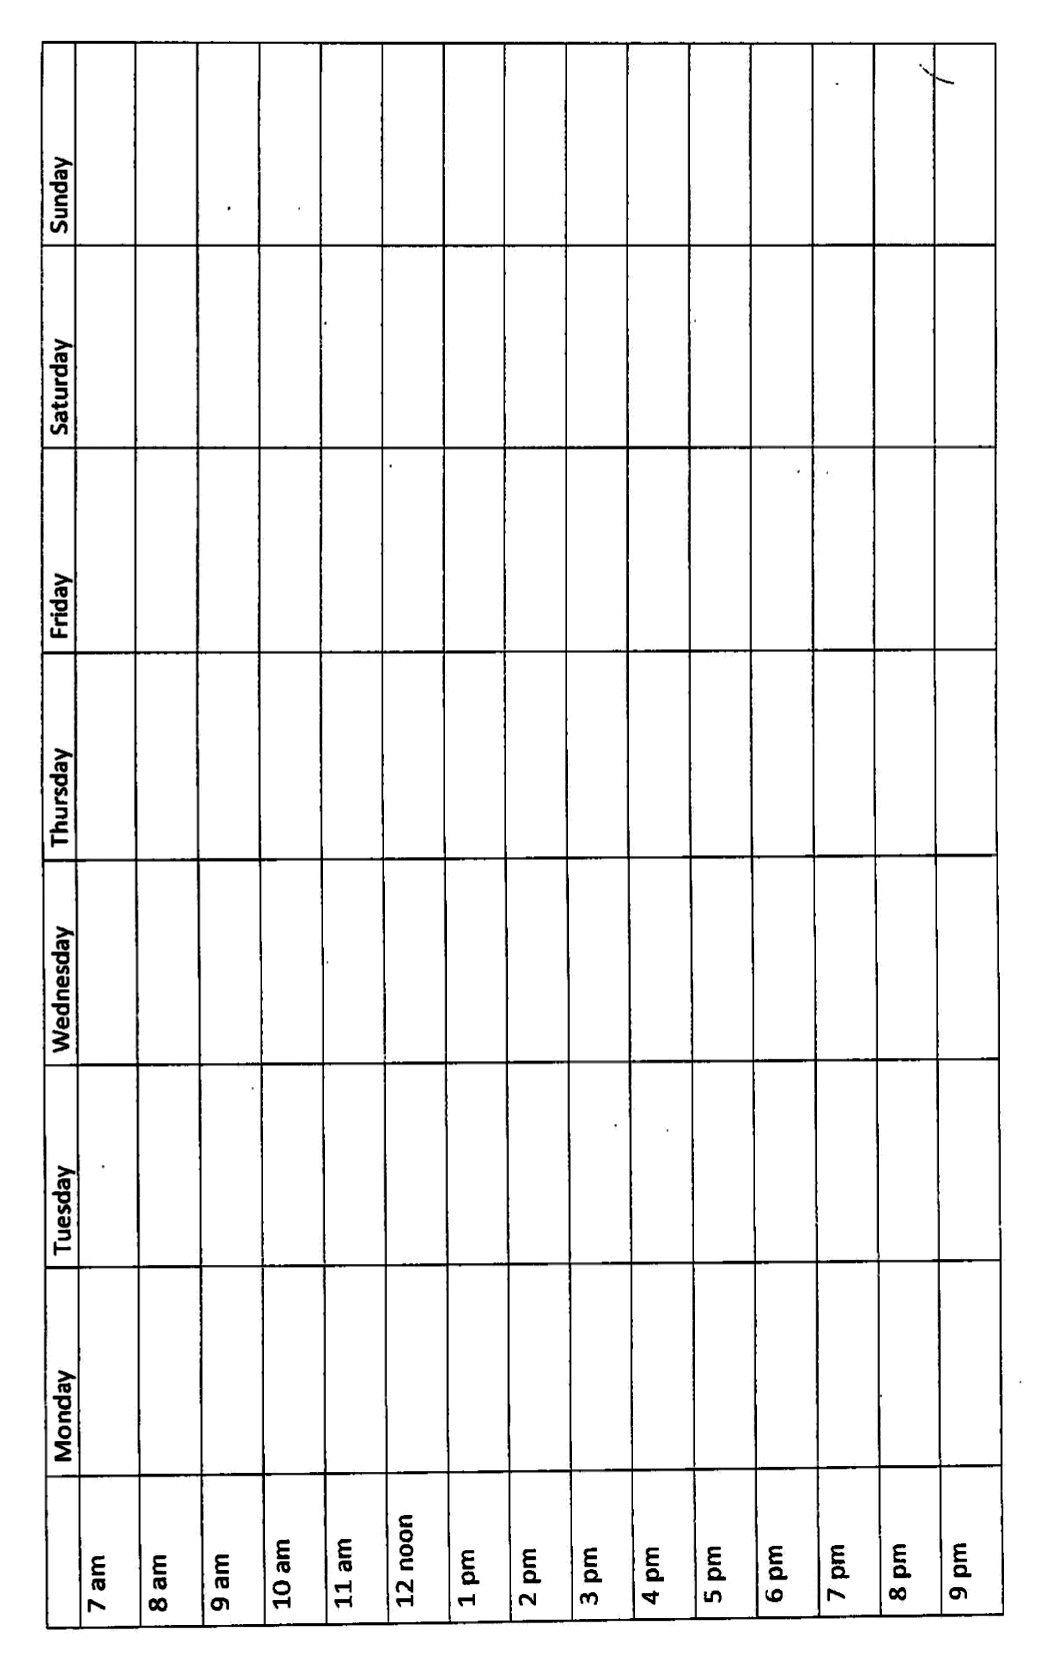 Monday Tuesday Wednesday Thursday Friday Saturday Sunday
7 am
8 am
9 am
10 am
11 am
12 noon
1 pm
2 pm
3 pm
4 pm
5 pm
6 pm
7 pm
8 pm
9 pm